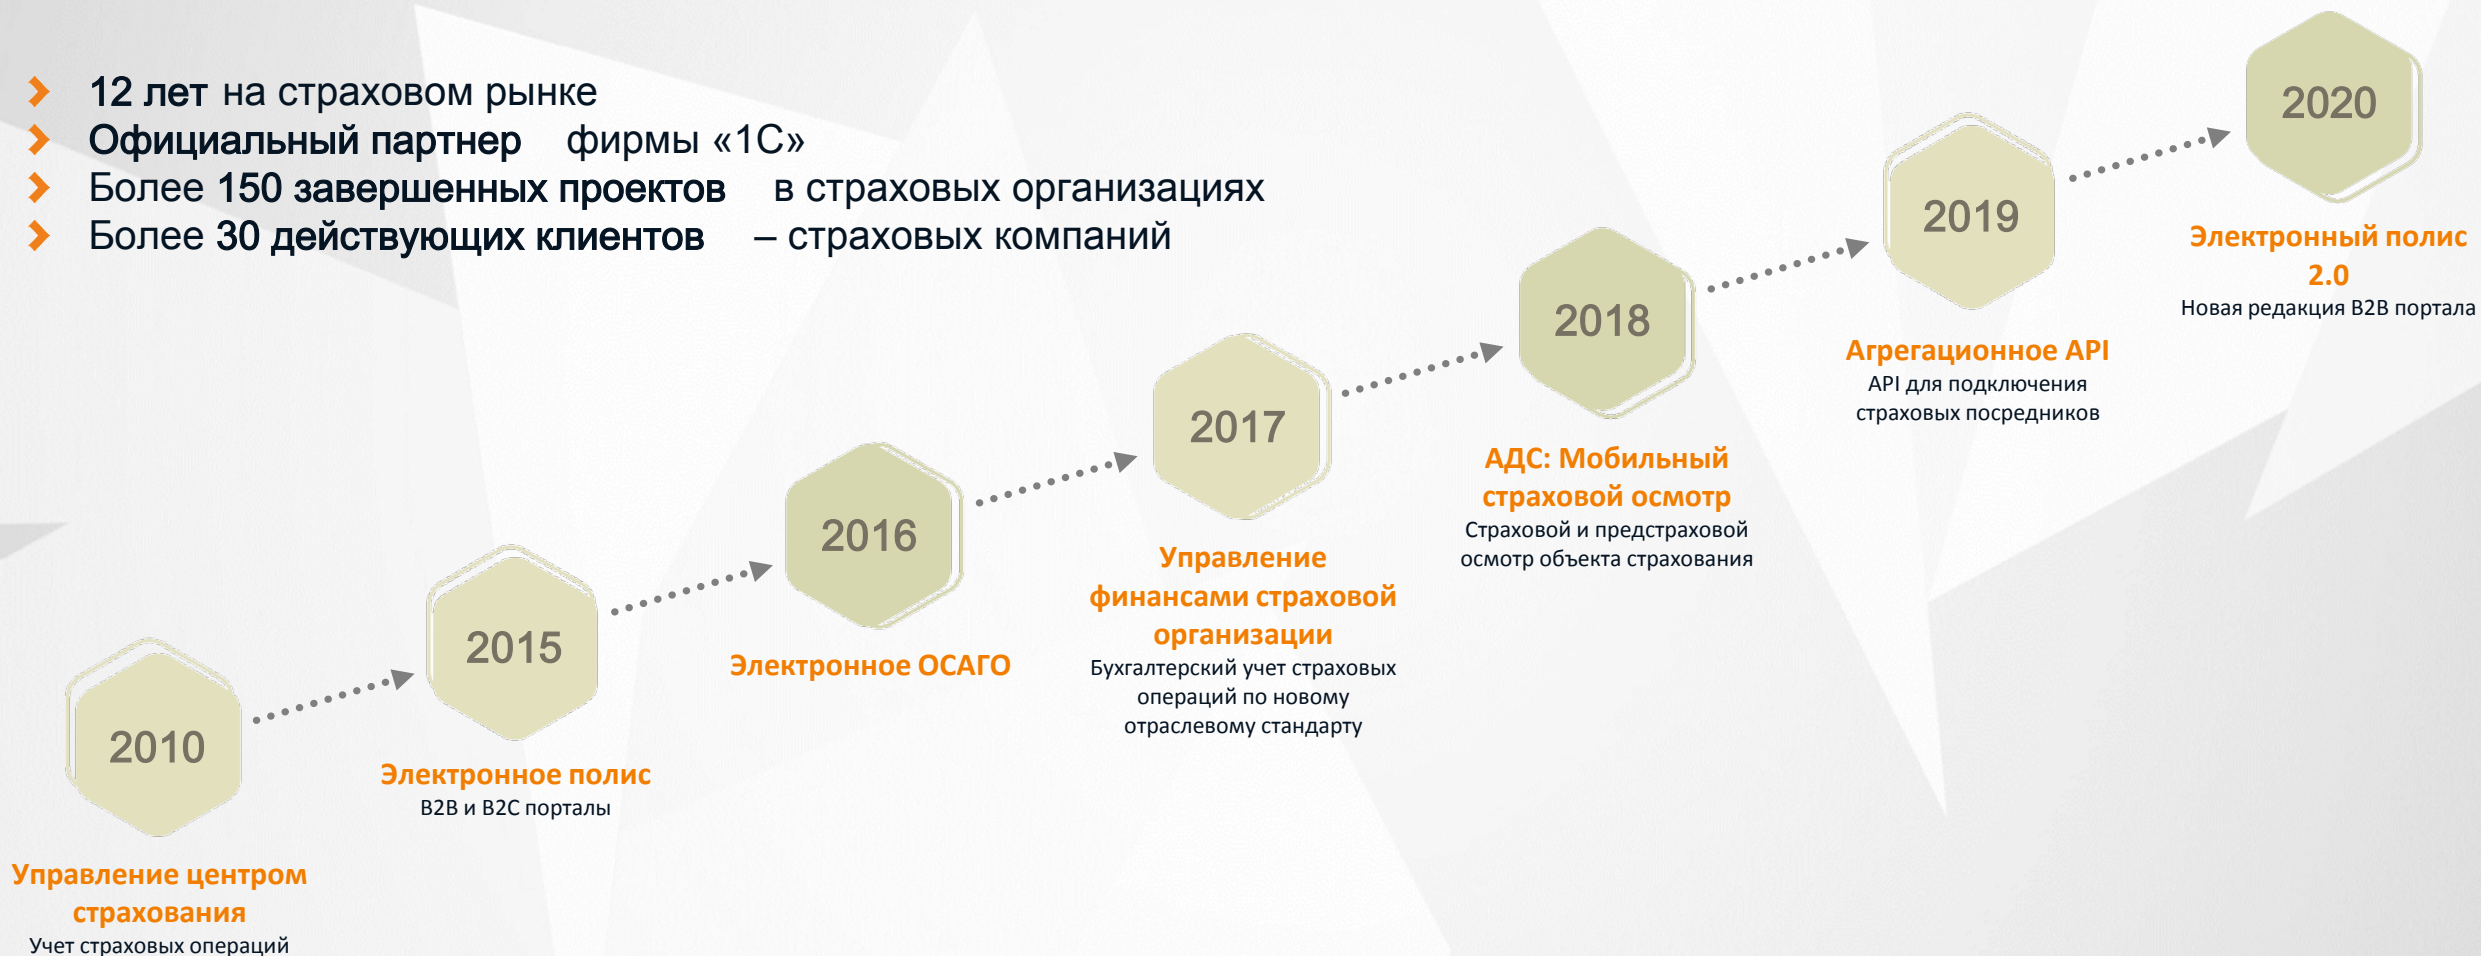 12 лет на страховом рынке
Официальный партнер фирмы «1С»
Более 150 завершенных проектов в страховых организациях
Более 30 действующих клиентов – страховых компаний
2010
Управление центром
страхования
Учет страховых операций
2015
Электронное полис
B2B и B2C порталы
2016
Электронное ОСАГО
2017
Управление
финансами страховой
организации
Бухгалтерский учет страховых
операций по новому
отраслевому стандарту
2018
АДС: Мобильный
страховой осмотр
Страховой и предстраховой
осмотр объекта страхования
2019
Агрегационное API
API для подключения
страховых посредников
2020
Электронный полис
2.0
Новая редакция B2B портала